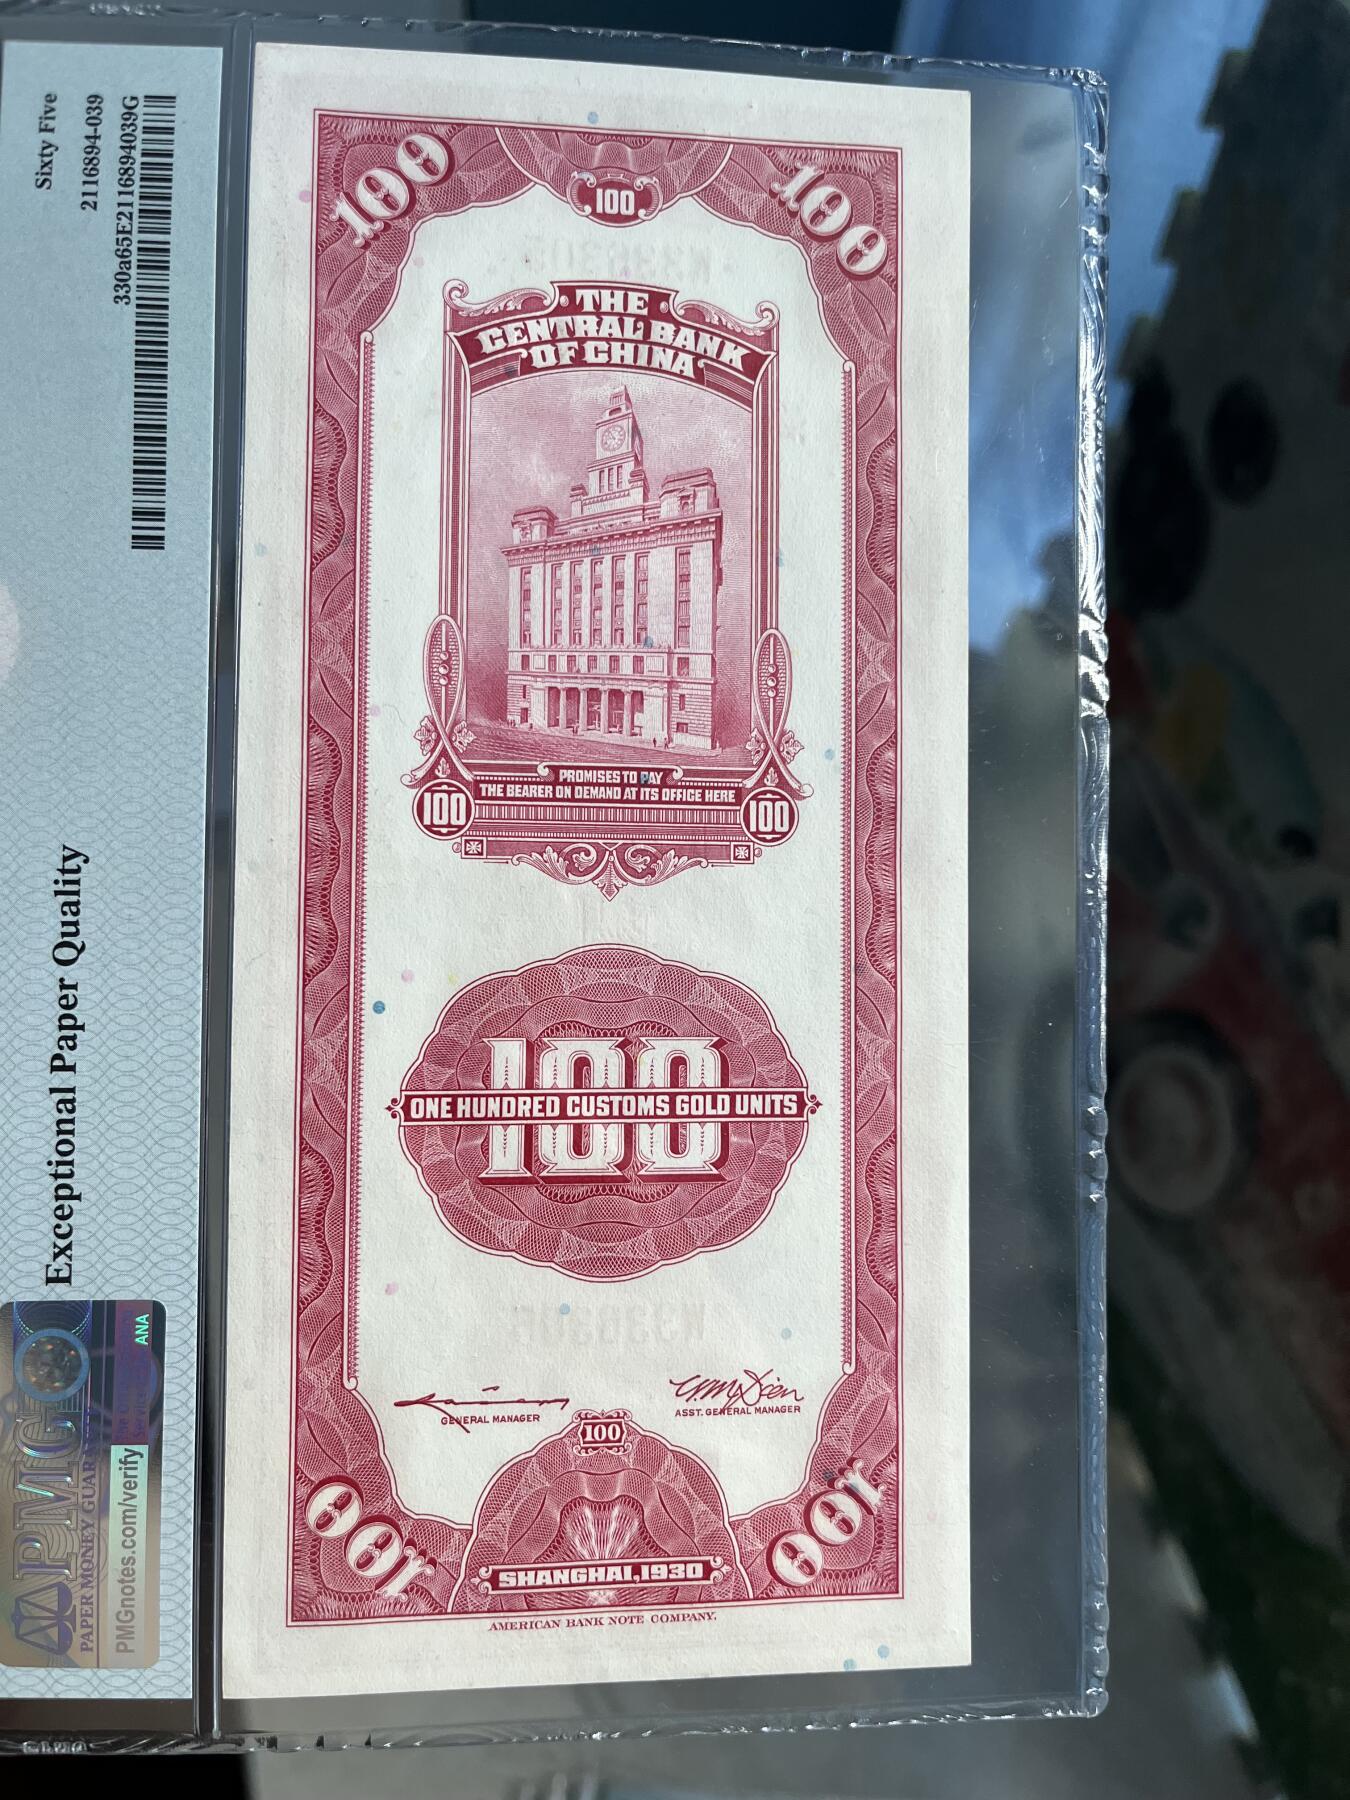 100
100
100
THE
CENTRAL BANK
OF CHINA
PROMISES TO PAY
THE BEARER ON DEMAND AT ITS OFFICE HERE
100
100
100
ONE HUNDRED CUSTOMS GOLD UNITS
GENERAL MANAGER
ASST. GENERAL MANAGER
100
100
100
SHANGHAI, 1930
AMERICAN BANK NOTE COMPANY.
Sixty Five
2116894-039
330a65E2116894039G
Exceptional Paper Quality
PMG
PAPER MONEY GUARANTY
PMGnotes.com/verify
ANA